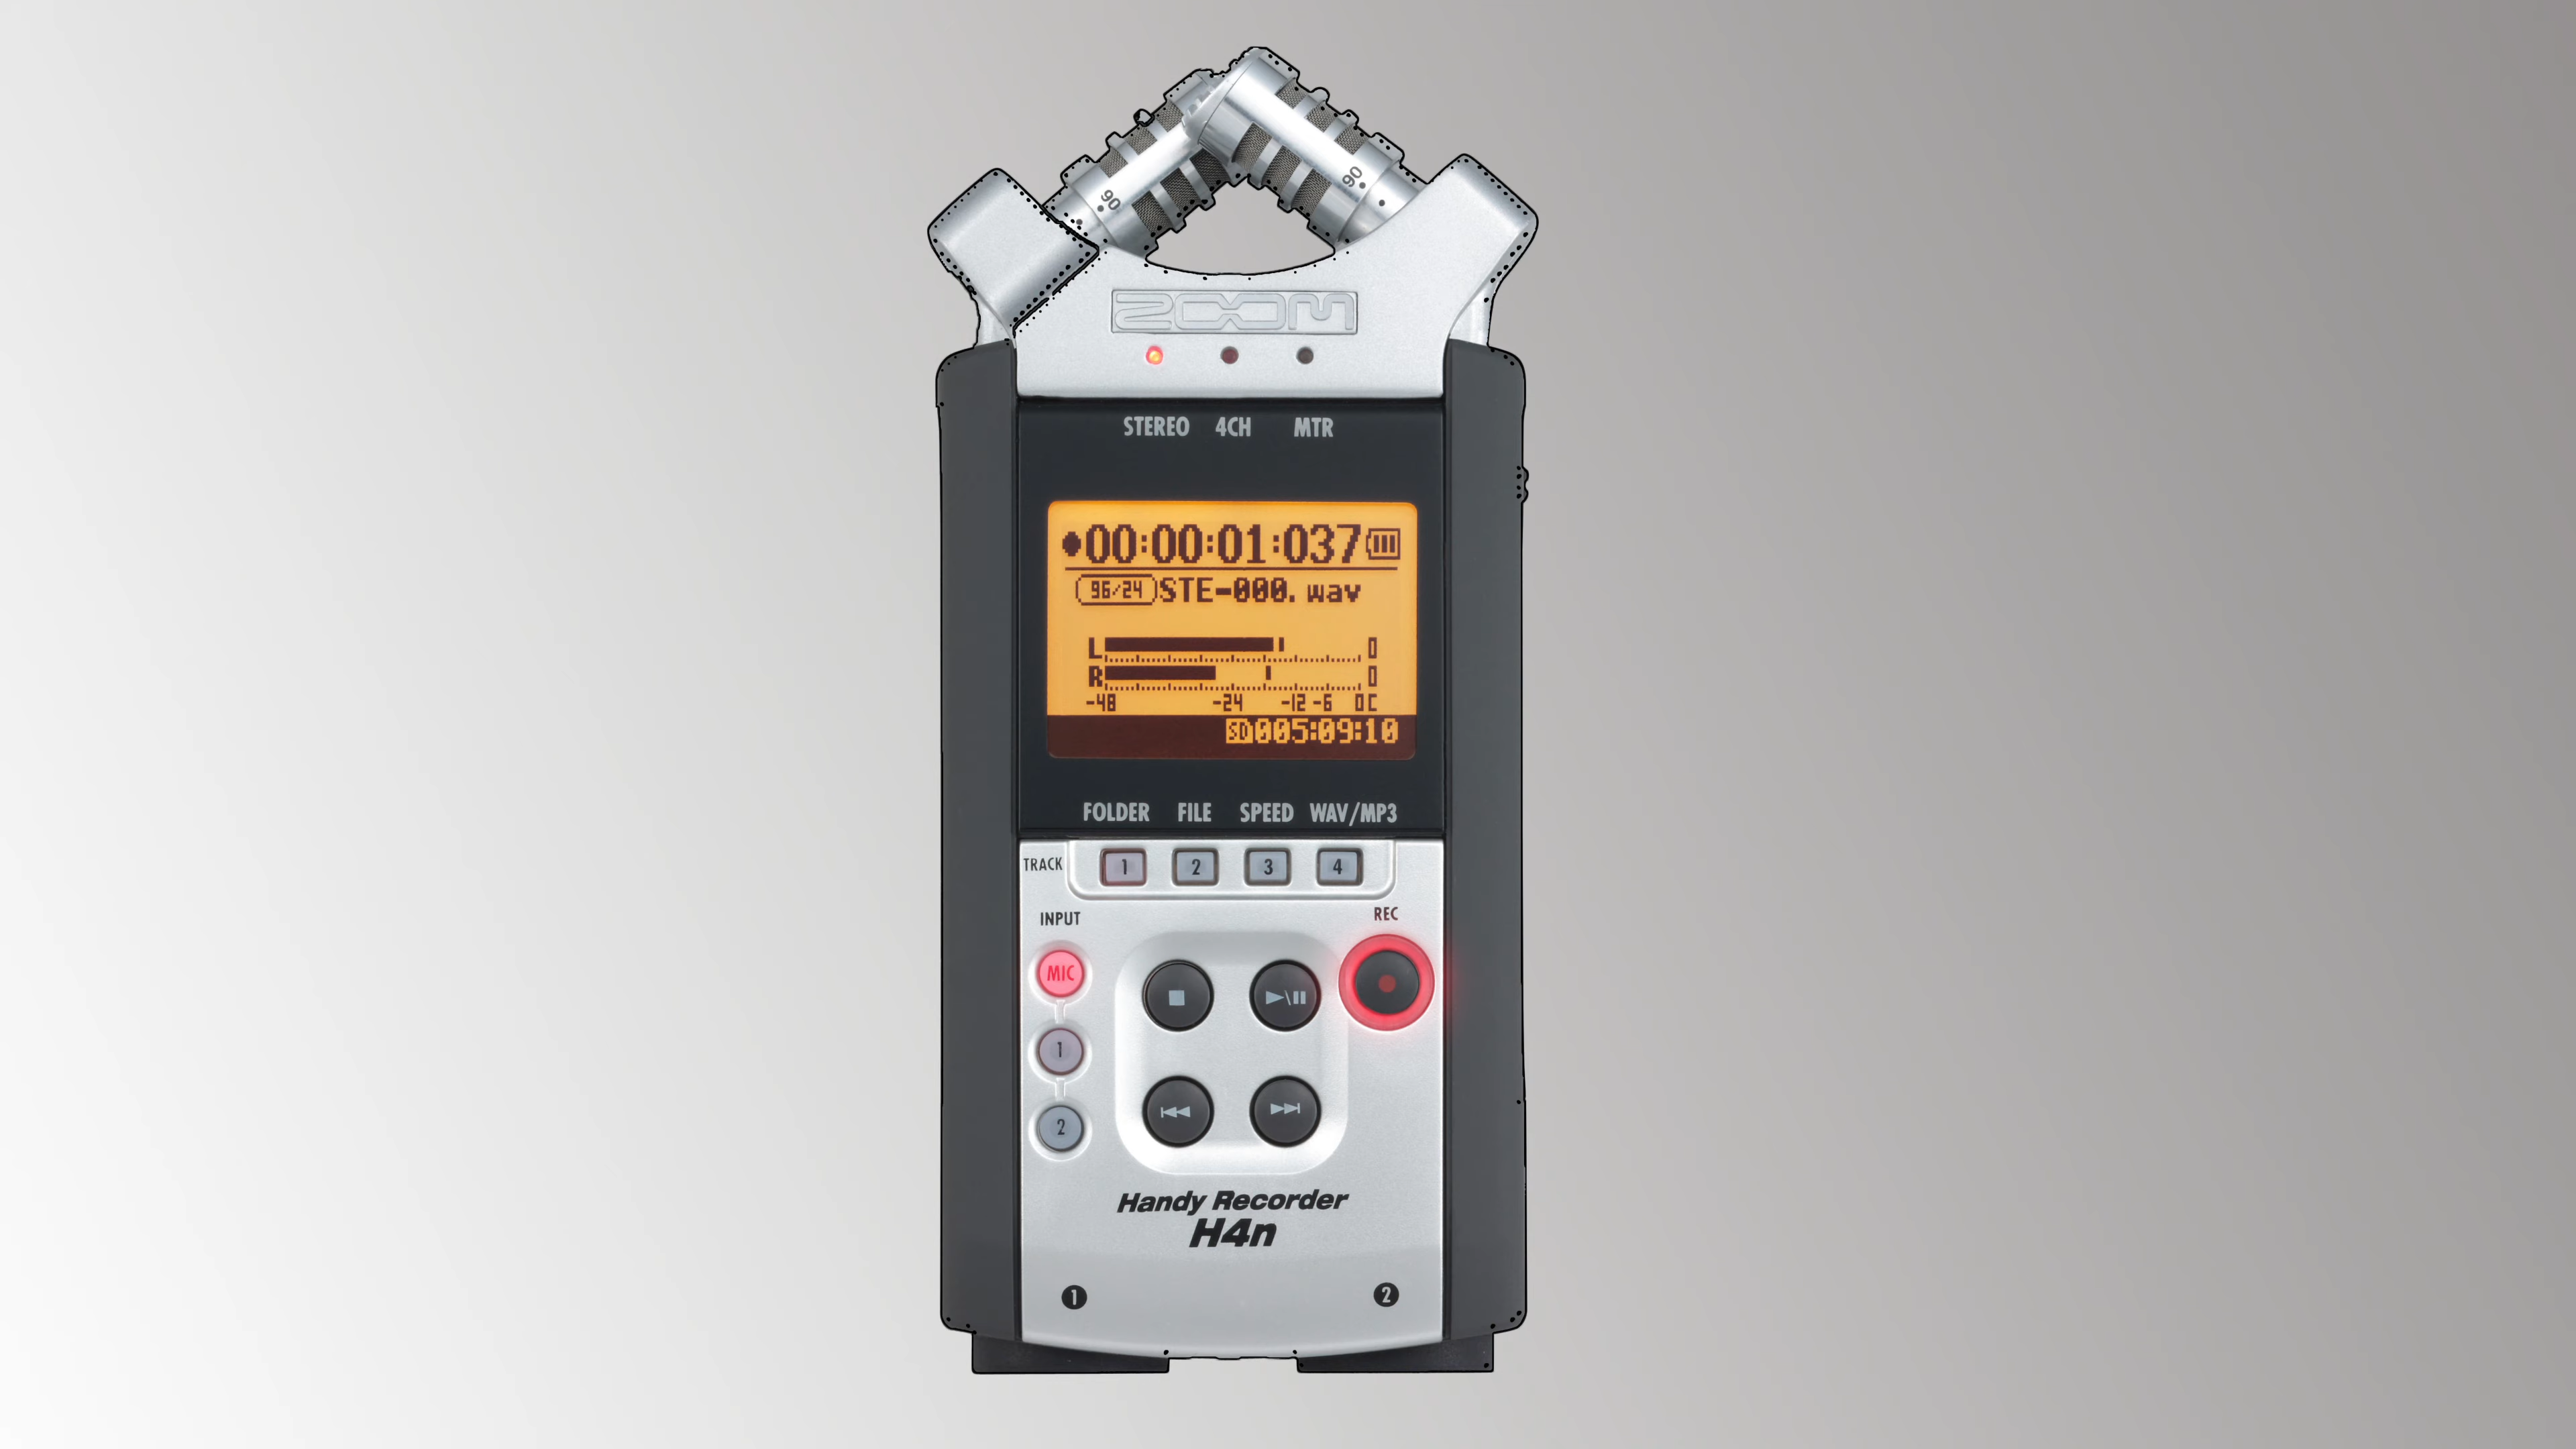 90
90
ZOOM
STEREO 4CH MTR
00:00:01:037
96/24 STE-000.wav
L 0
R 0
-48 -24 -12 -6 0 C
SD 005:09:10
FOLDER FILE SPEED WAV/MP3
TRACK 1 2 3 4
INPUT REC
MIC
1
2
Handy Recorder
H4n
1 2